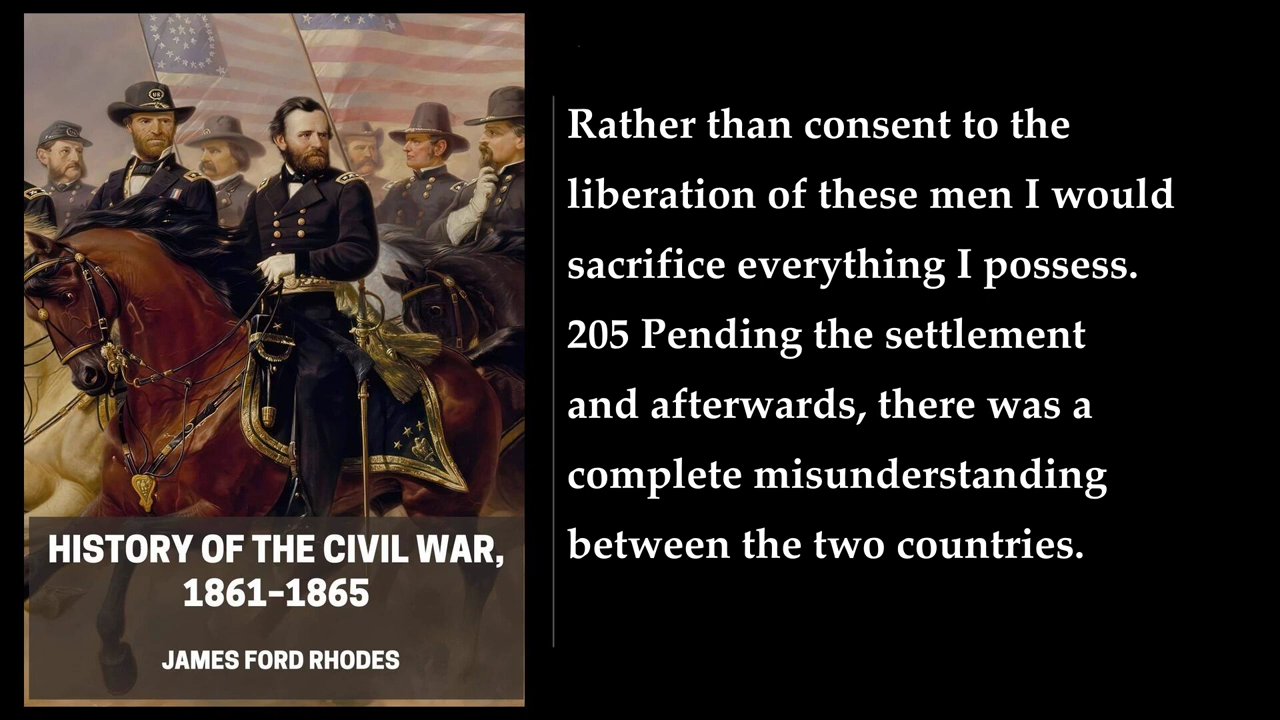 HISTORY OF THE CIVIL WAR,
1861–1865
JAMES FORD RHODES
Rather than consent to the
liberation of these men I would
sacrifice everything I possess.
205 Pending the settlement
and afterwards, there was a
complete misunderstanding
between the two countries.